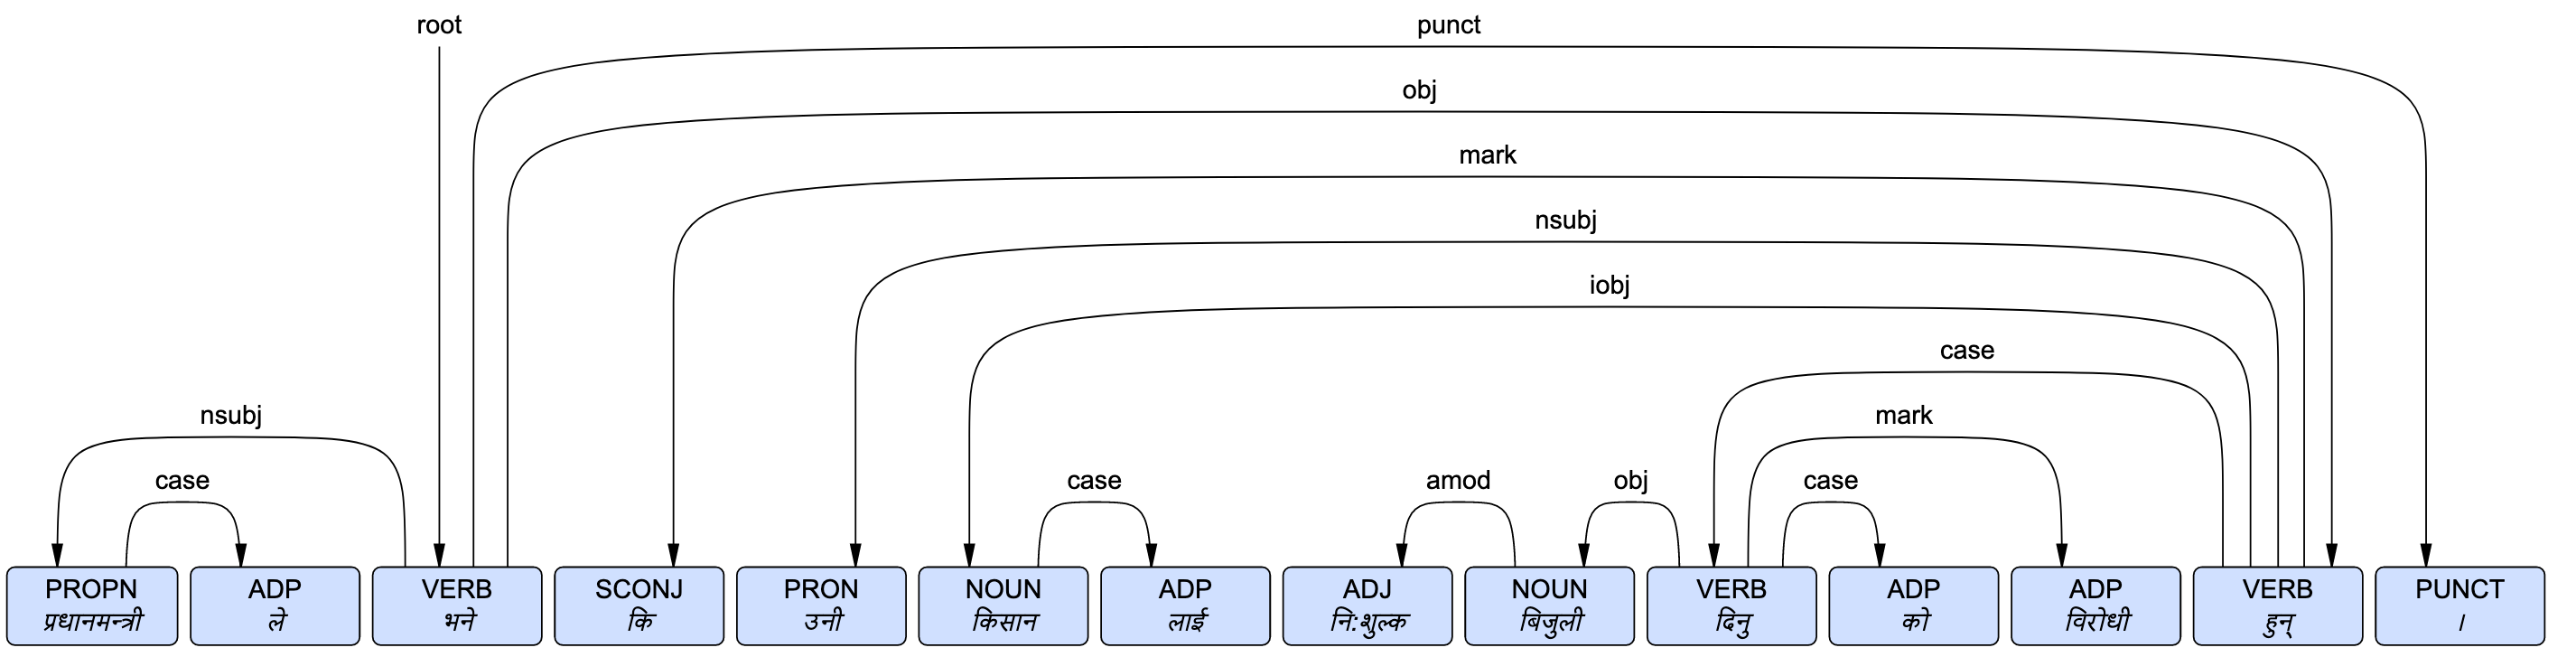 root punct
obj
mark
nsubj
iobj
case
nsubj mark
case case amod obj case
PROPN ADP VERB SCONJ PRON NOUN ADP ADJ NOUN VERB ADP ADP VERB PUNCT
प्रधानमन्त्री ले भने कि उनी किसान लाई नि:शुल्क बिजुली दिनु को विरोधी हुन् ।